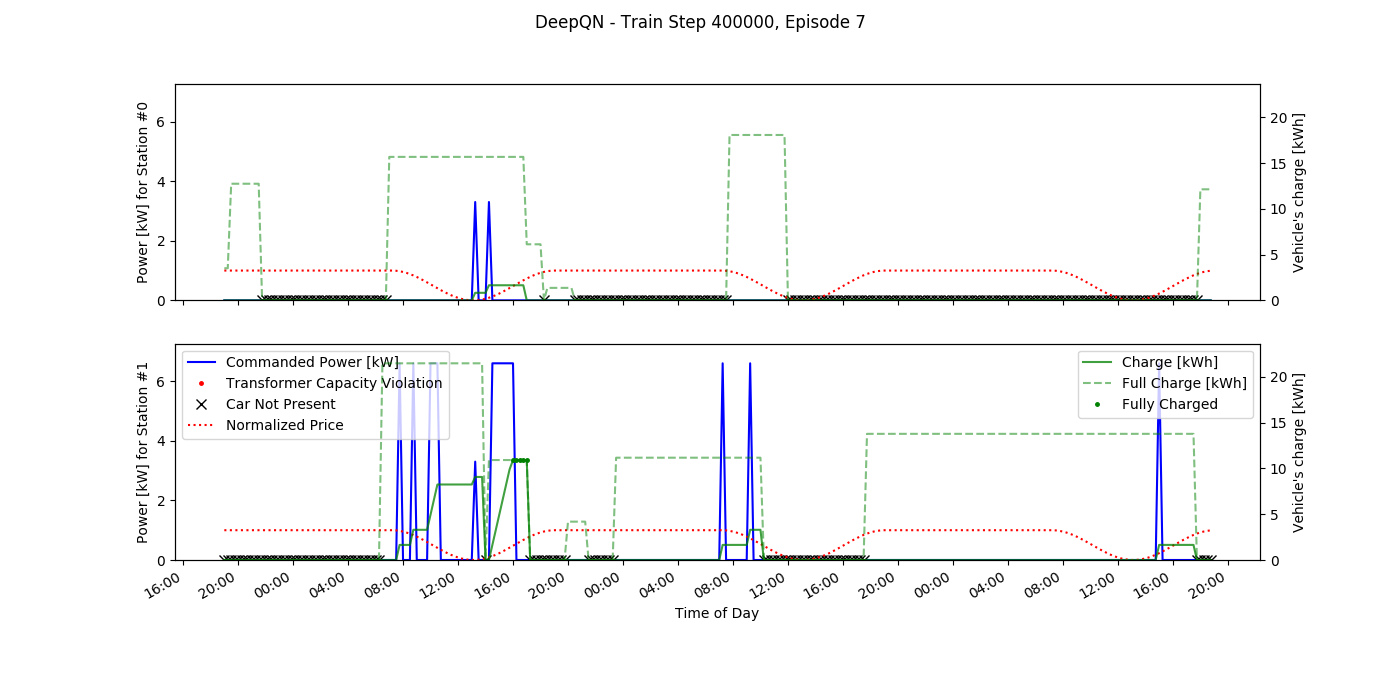 DeepQN - Train Step 400000, Episode 7
Power [kW] for Station #0
0
2
4
6
0
5
10
15
20
Vehicle's charge [kWh]
Power [kW] for Station #1
0
2
4
6
Commanded Power [kW]
Transformer Capacity Violation
Car Not Present
Normalized Price
Charge [kWh]
Full Charge [kWh]
Fully Charged
0
5
10
15
20
Vehicle's charge [kWh]
16:00 20:00 00:00 04:00 08:00 12:00 16:00 20:00 00:00 04:00 08:00 12:00 16:00 20:00 00:00 04:00 08:00 12:00 16:00 20:00
Time of Day